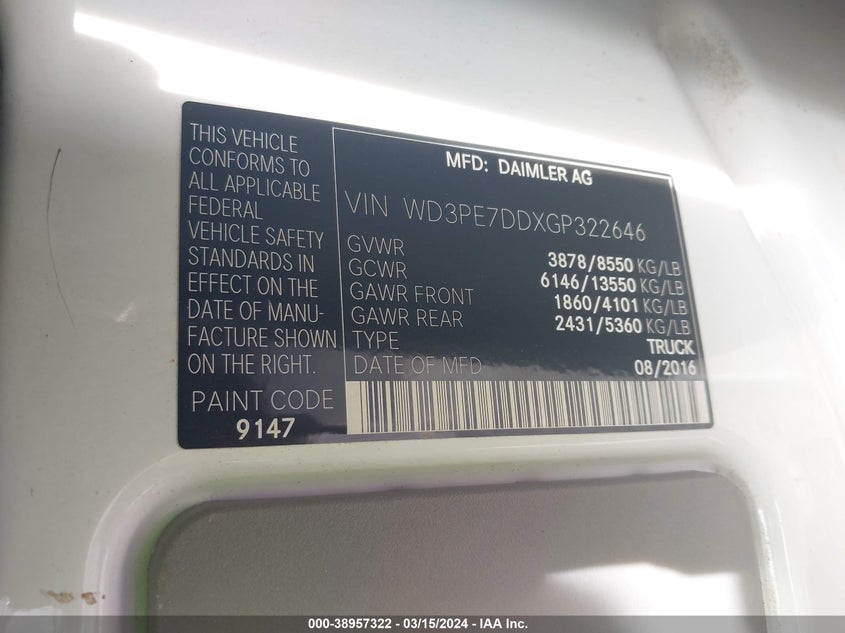 THIS VEHICLE
CONFORMS TO
ALL APPLICABLE
FEDERAL
VEHICLE SAFETY
STANDARDS IN
EFFECT ON THE
DATE OF MANU-
FACTURE SHOWN
ON THE RIGHT.
PAINT CODE
9147
MFD: DAIMLER AG
VIN WD3PE7DDXGP322646
GVWR 3878/8550 KG/LB
GCWR 6146/13550 KG/LB
GAWR FRONT 1860/4101 KG/LB
GAWR REAR 2431/5360 KG/LB
TYPE TRUCK
DATE OF MFD 08/2016
000-38957322 — 03/15/2024 — IAA Inc.